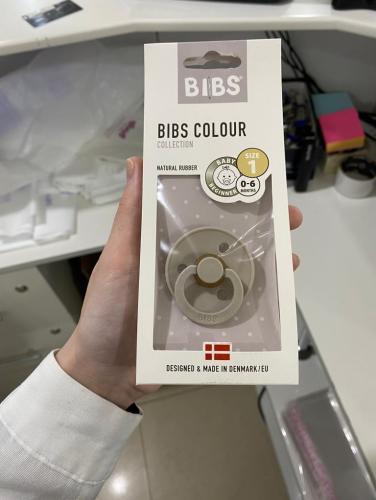 BIBS®
BIBS COLOUR
COLLECTION
NATURAL RUBBER
BABY
BEGINNER
SIZE
1
0-6
MONTHS
BIBS
DESIGNED & MADE IN DENMARK/EU